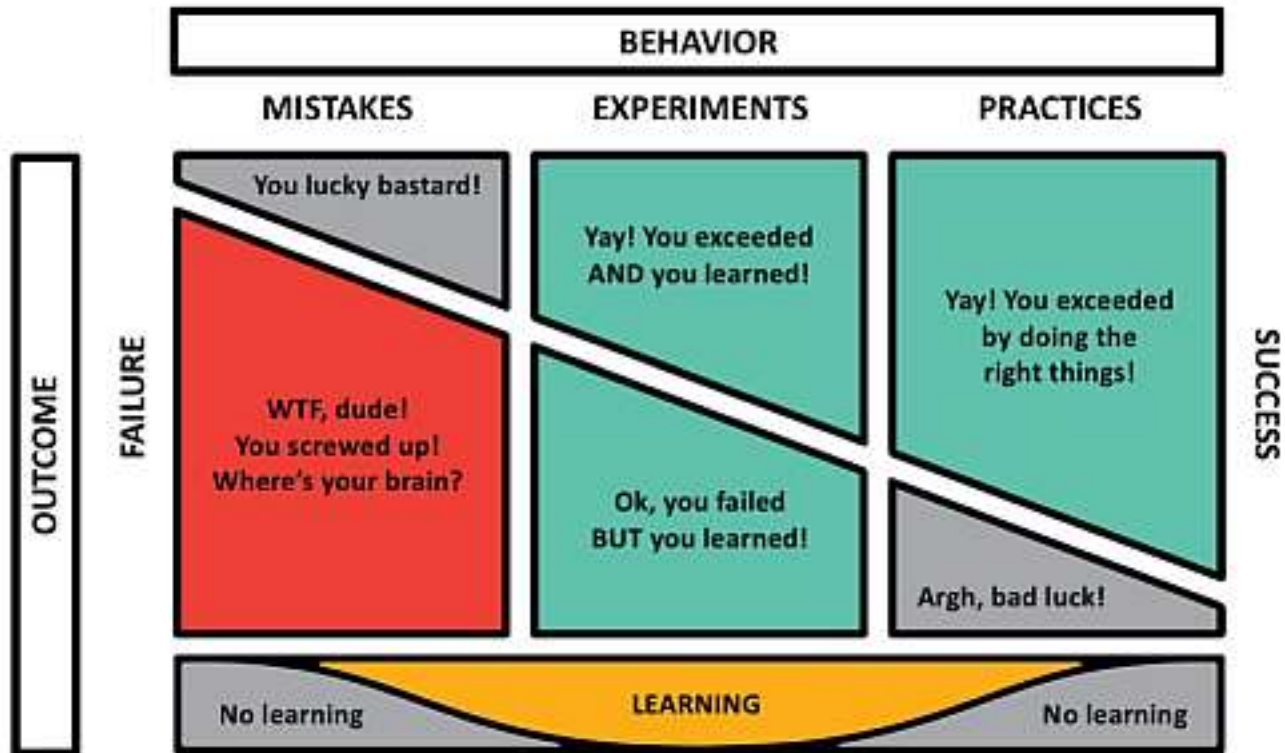 BEHAVIOR
MISTAKES
EXPERIMENTS
PRACTICES
OUTCOME
FAILURE
SUCCESS
You lucky bastard!
WTF, dude!
You screwed up!
Where's your brain?
Yay! You exceeded
AND you learned!
Ok, you failed
BUT you learned!
Yay! You exceeded
by doing the
right things!
Argh, bad luck!
No learning
LEARNING
No learning